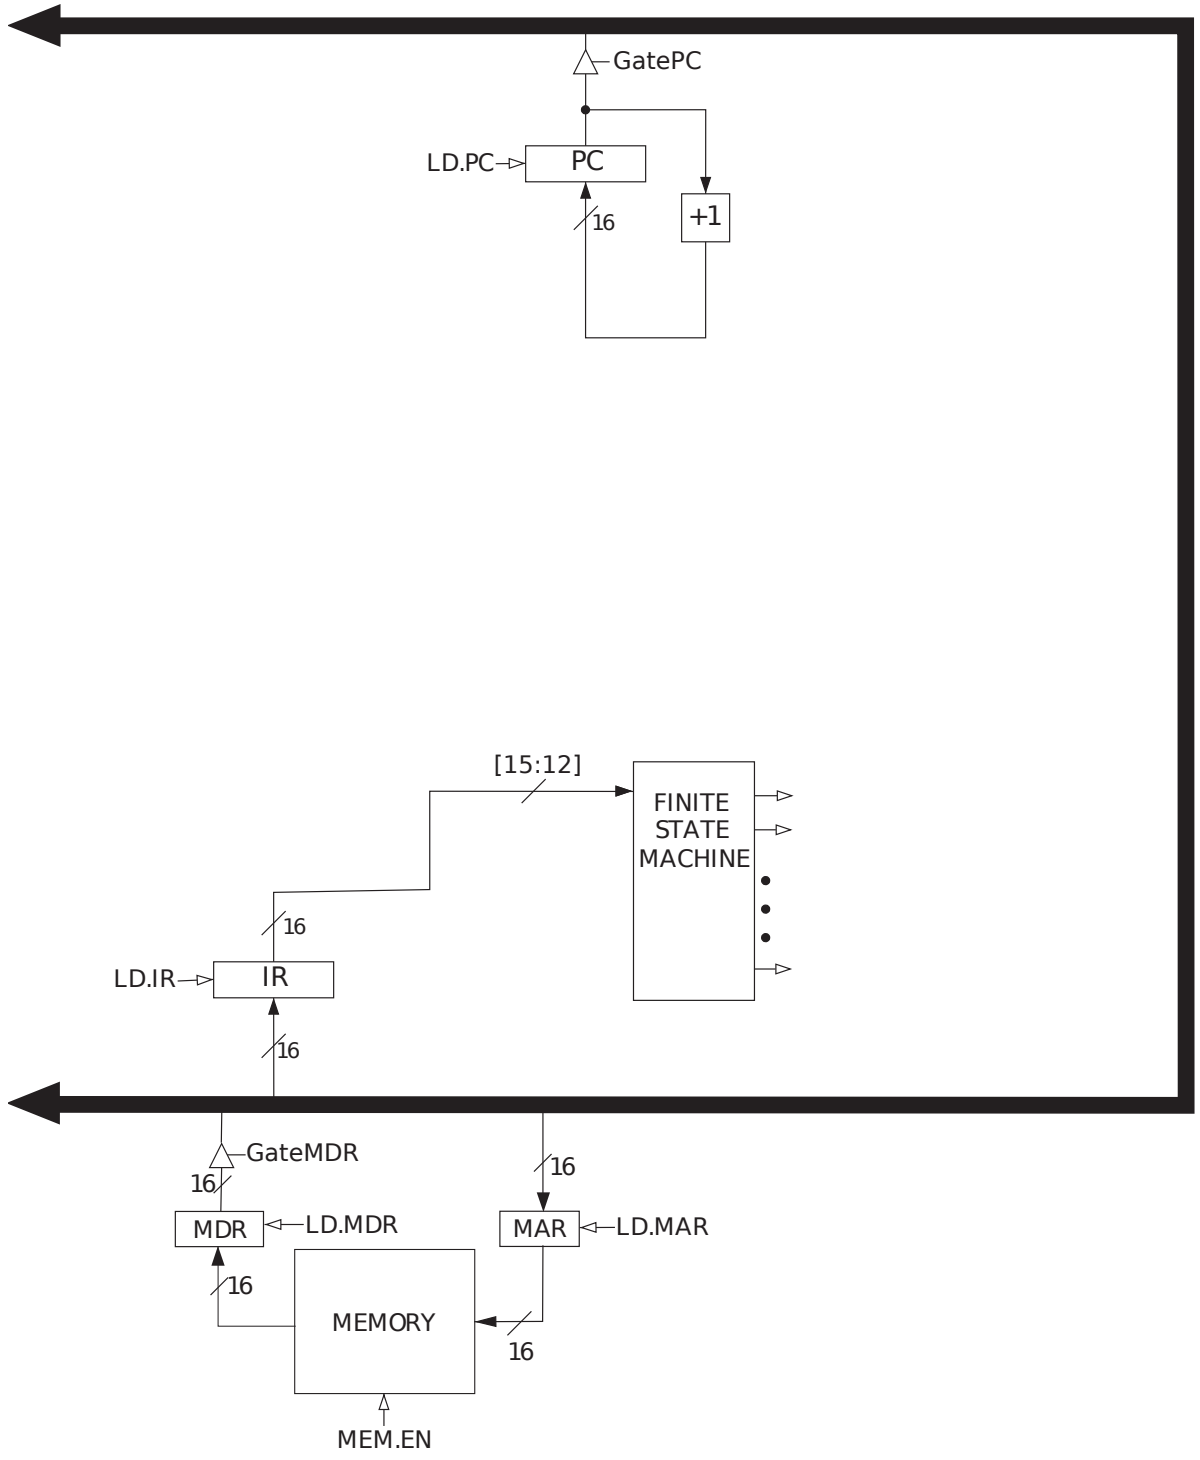 GatePC
LD.PC
PC
16
+1
[15:12]
FINITE
STATE
MACHINE
16
LD.IR
IR
16
GateMDR
16
16
MDR
LD.MDR
MAR
LD.MAR
16
MEMORY
16
MEM.EN